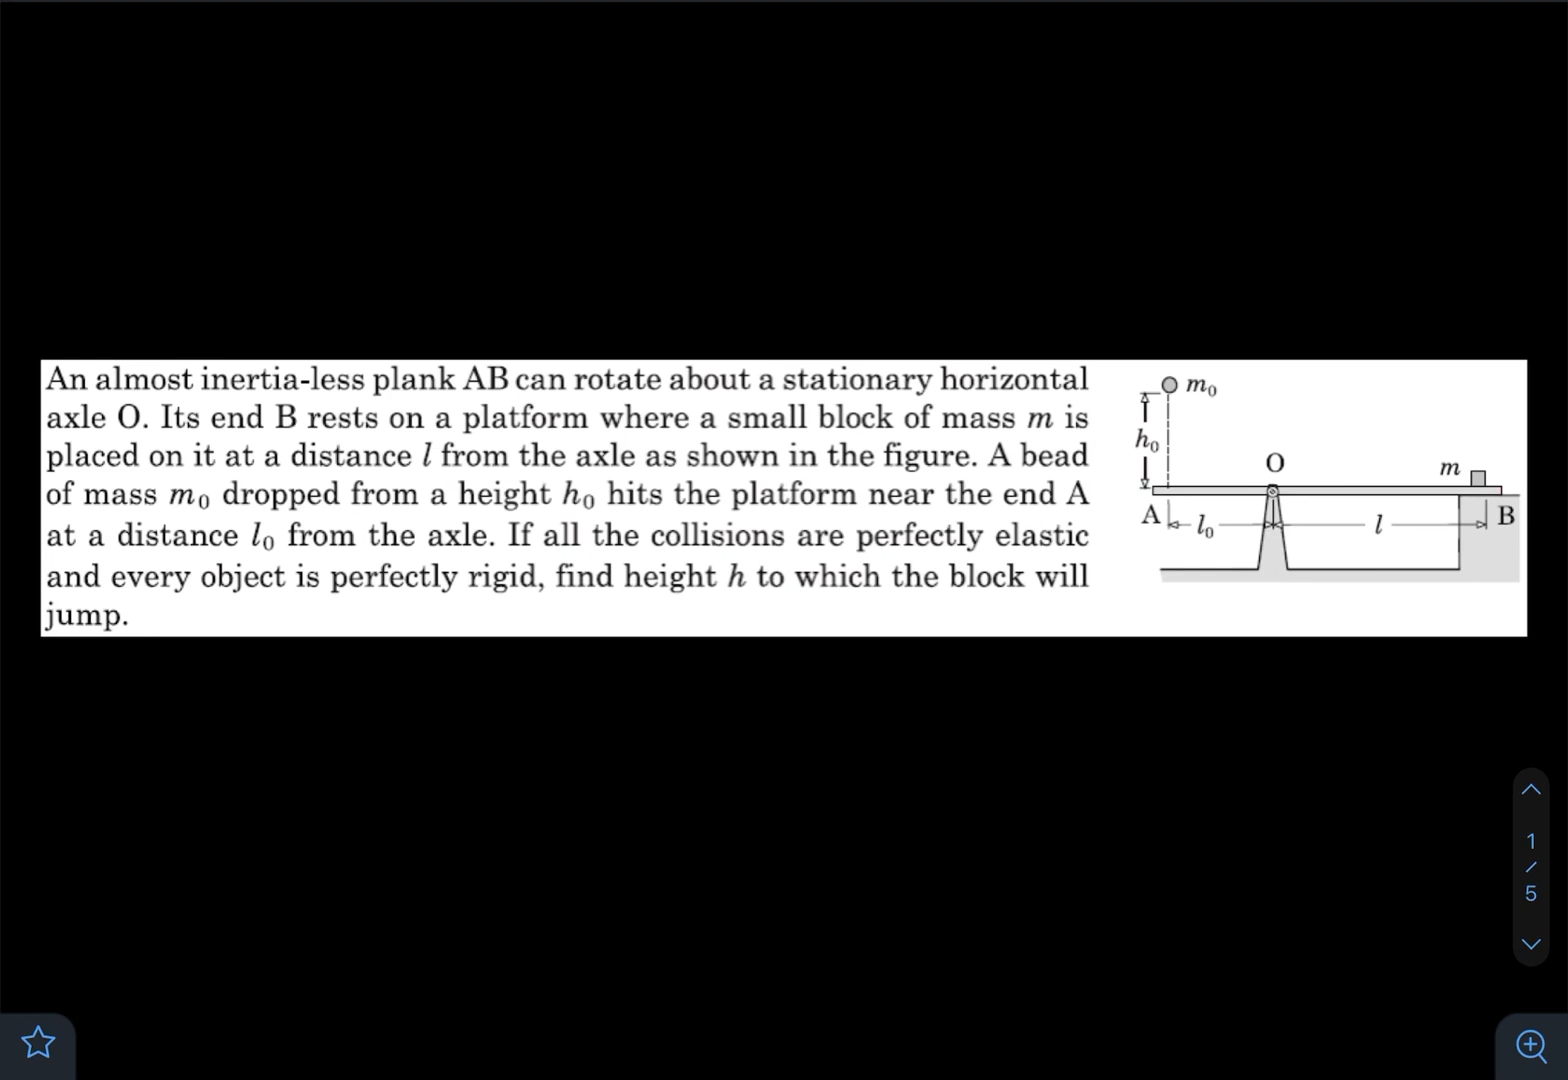 An almost inertia-less plank AB can rotate about a stationary horizontal
axle O. Its end B rests on a platform where a small block of mass m is
placed on it at a distance l from the axle as shown in the figure. A bead
of mass m₀ dropped from a height h₀ hits the platform near the end A
at a distance l₀ from the axle. If all the collisions are perfectly elastic
and every object is perfectly rigid, find height h to which the block will
jump.
m₀
h₀
O
m
A
l₀
l
B
1
/
5